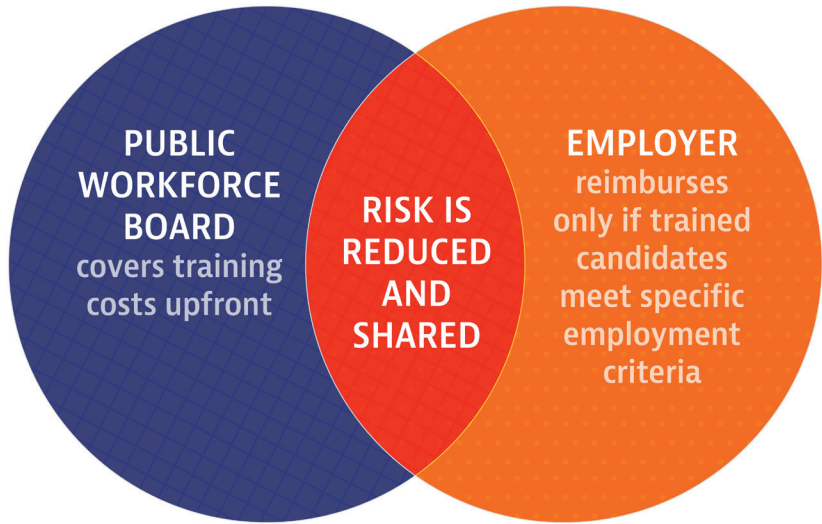 PUBLIC
WORKFORCE
BOARD
covers training
costs upfront
RISK IS
REDUCED
AND
SHARED
EMPLOYER
reimburses
only if trained
candidates
meet specific
employment
criteria